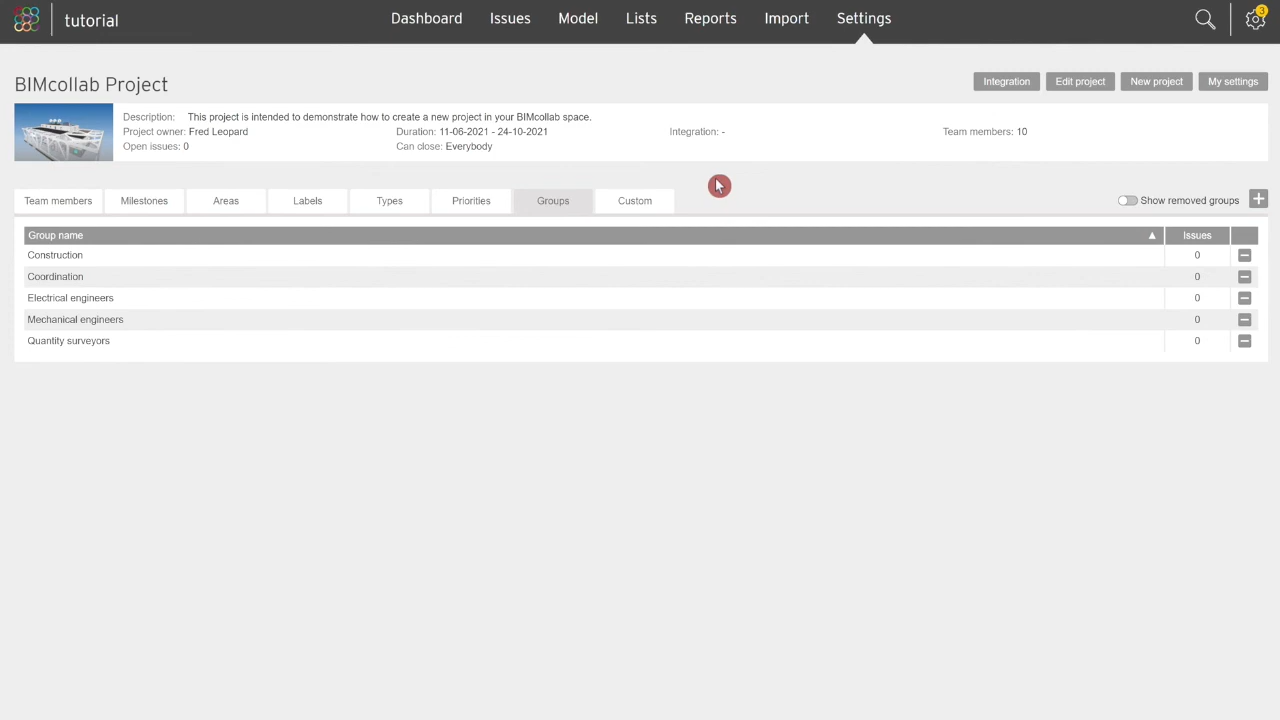 tutorial
Dashboard Issues Model Lists Reports Import Settings
3
BIMcollab Project
Integration Edit project New project My settings
Description: This project is intended to demonstrate how to create a new project in your BIMcollab space.
Project owner: Fred Leopard Duration: 11-06-2021 - 24-10-2021 Integration: - Team members: 10
Open issues: 0 Can close: Everybody
Team members Milestones Areas Labels Types Priorities Groups Custom Show removed groups
Group name Issues
Construction 0
Coordination 0
Electrical engineers 0
Mechanical engineers 0
Quantity surveyors 0